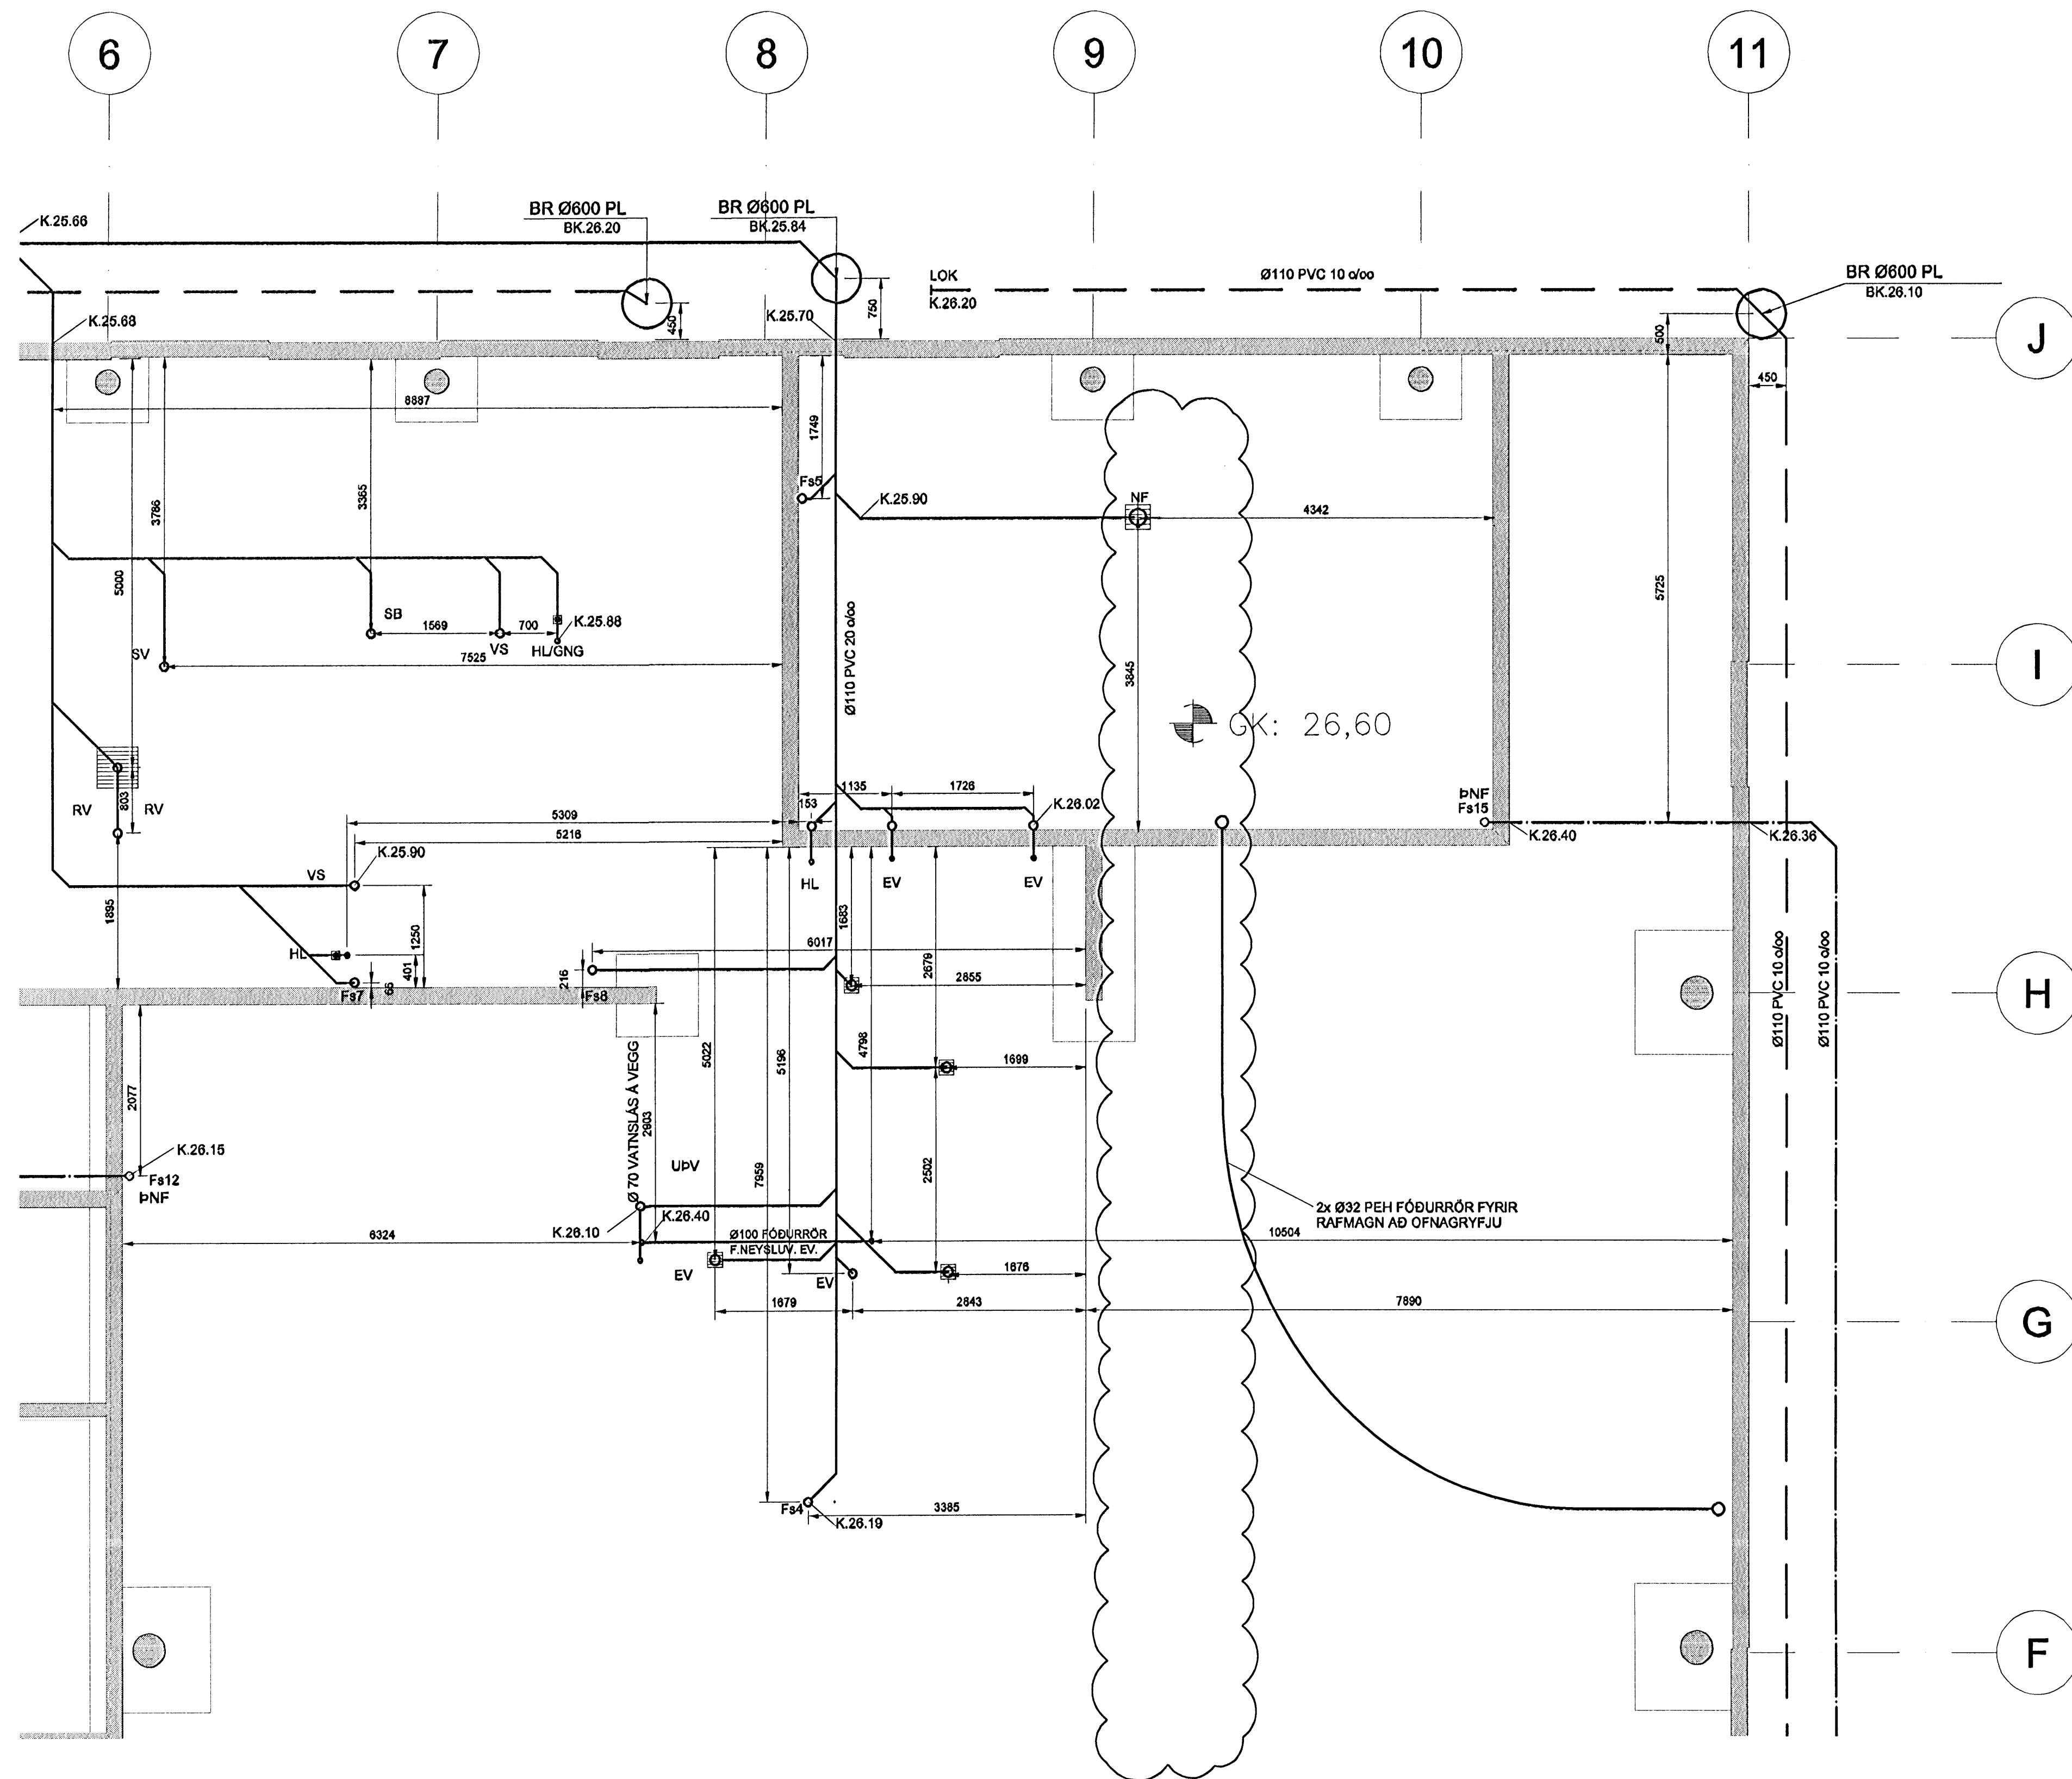 6
7
8
9
10
11
K.25.66
BR Ø600 PL
BK.26.20
BR Ø600 PL
BK.25.84
LOK
K.26.20
Ø110 PVC 10 o/oo
BR Ø600 PL
BK.26.10
K.25.68
450
K.25.70
750
500
J
450
8887
1749
3786
3365
5000
Fs5
K.25.90
NF
4342
5725
SB
1569
700
K.25.88
VS
HL/GNG
SV
7525
Ø110 PVC 20 o/oo
3845
I
GK: 26,60
RV
803
RV
1135
1726
153
K.26.02
5309
5216
ÞNF
Fs15
K.26.40
K.26.36
K.25.90
VS
HL
EV
EV
1895
1250
1683
6017
2679
2855
HL
401
66
Fs7
216
Fs8
H
Ø110 PVC 10 o/oo
Ø110 PVC 10 o/oo
5022
5196
4798
1699
2077
Ø 70 VATNSLÁS Á VEGG
2903
K.26.15
Fs12
ÞNF
UÞV
7959
2502
2x Ø32 PEH FÓÐURRÖR FYRIR
RAFMAGN AÐ OFNAGRYFJU
6324
K.26.10
K.26.40
Ø100 FÓÐURRÖR
F.NEYSLUV. EV.
10504
EV
EV
1676
1679
2843
7890
G
Fs4
K.26.19
3385
F